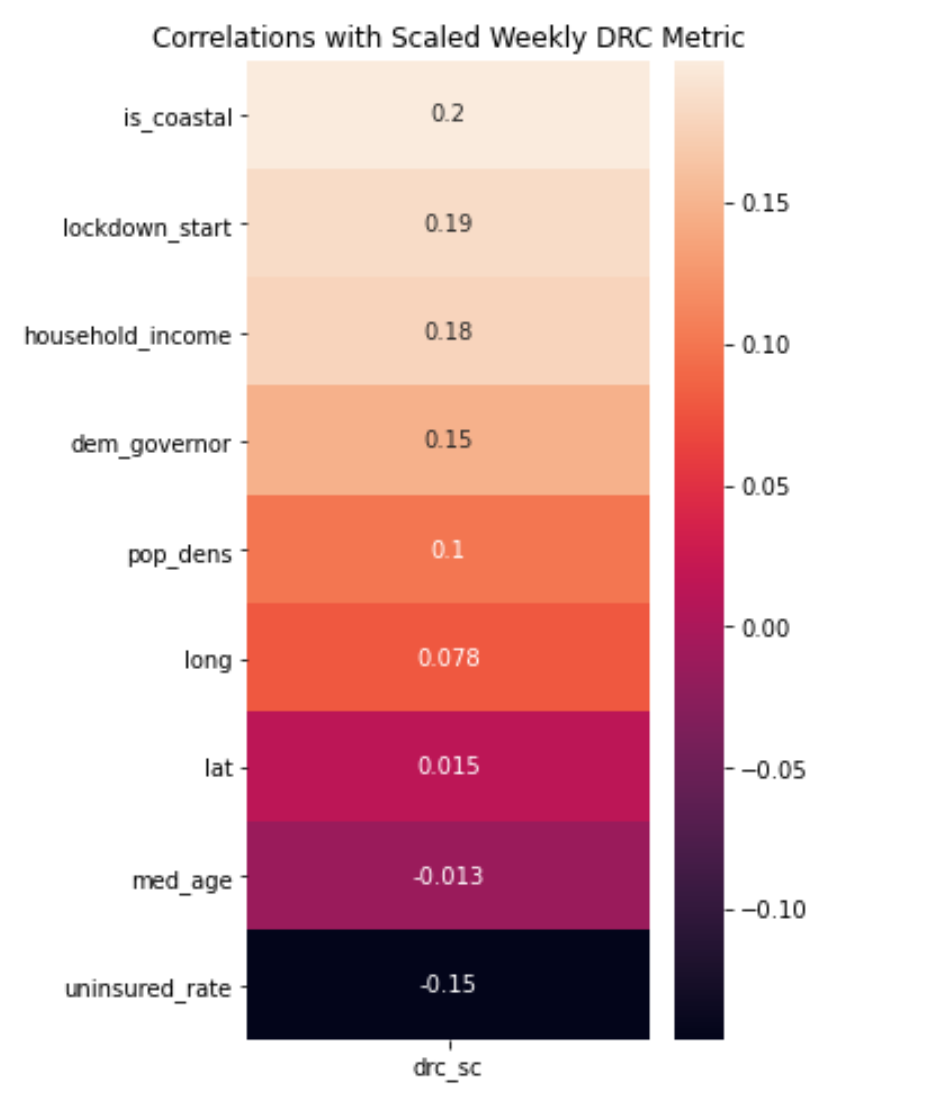 Correlations with Scaled Weekly DRC Metric
is_coastal
0.2
lockdown_start
0.19
household_income
0.18
dem_governor
0.15
pop_dens
0.1
long
0.078
lat
0.015
med_age
-0.013
uninsured_rate
-0.15
drc_sc
0.15
0.10
0.05
0.00
−0.05
−0.10